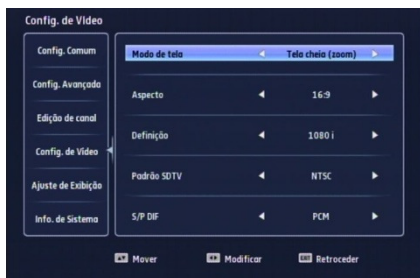 Config. de Vídeo
Config. Comum
Config. Avançada
Edição de canal
Config. de Vídeo
Ajuste de Exibição
Info. de Sistema
Modo de tela Tela cheia (zoom)
Aspecto 16:9
Definição 1080 i
Padrão SDTV NTSC
S/P DIF PCM
Mover Modificar EXIT Retroceder